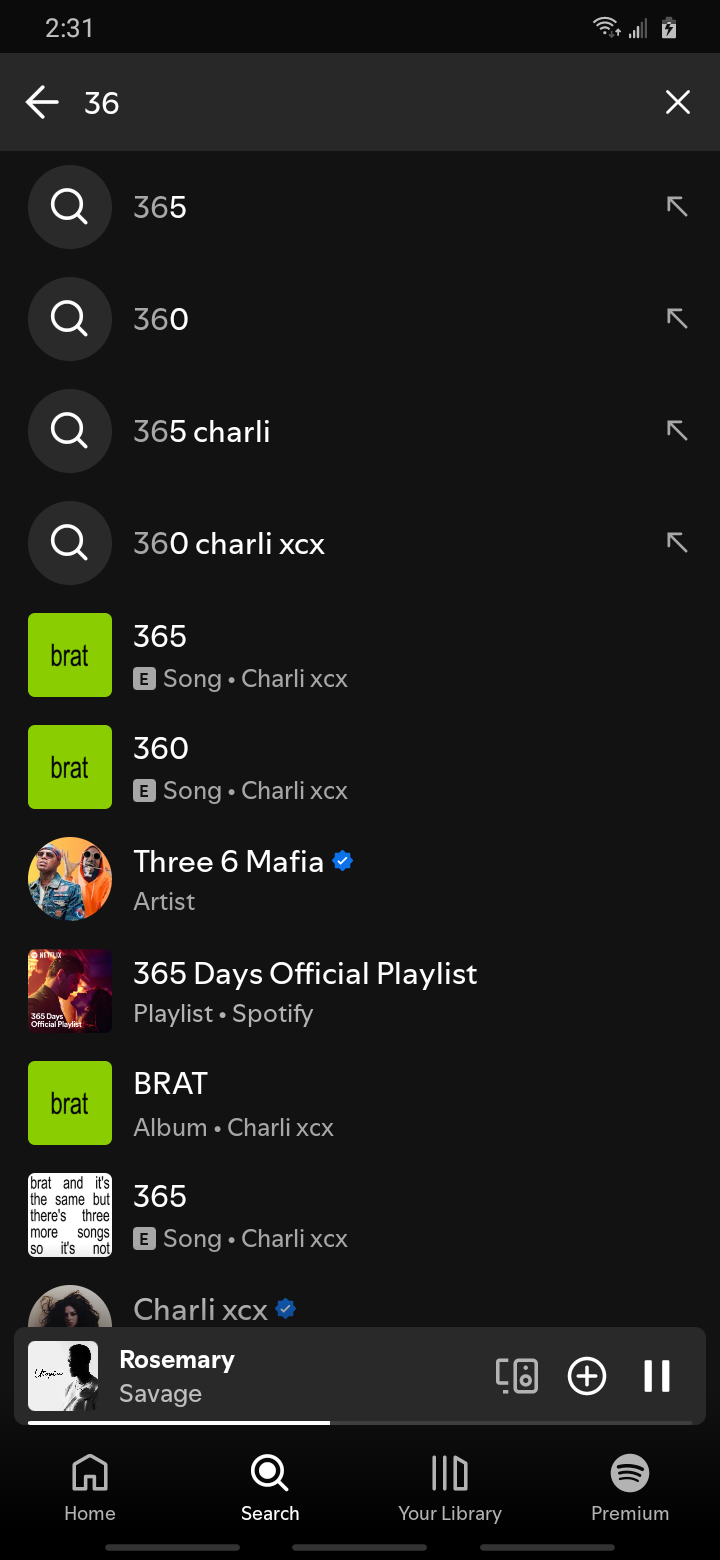 2:31
36
365
360
365 charli
360 charli xcx
brat
365
E Song • Charli xcx
brat
360
E Song • Charli xcx
Three 6 Mafia
Artist
NETFLIX
365 Days
Official Playlist
365 Days Official Playlist
Playlist • Spotify
brat
BRAT
Album • Charli xcx
brat and it's
the same but
there's three
more songs
so it's not
365
E Song • Charli xcx
Charli xcx
Utopia
Rosemary
Savage
Home
Search
Your Library
Premium